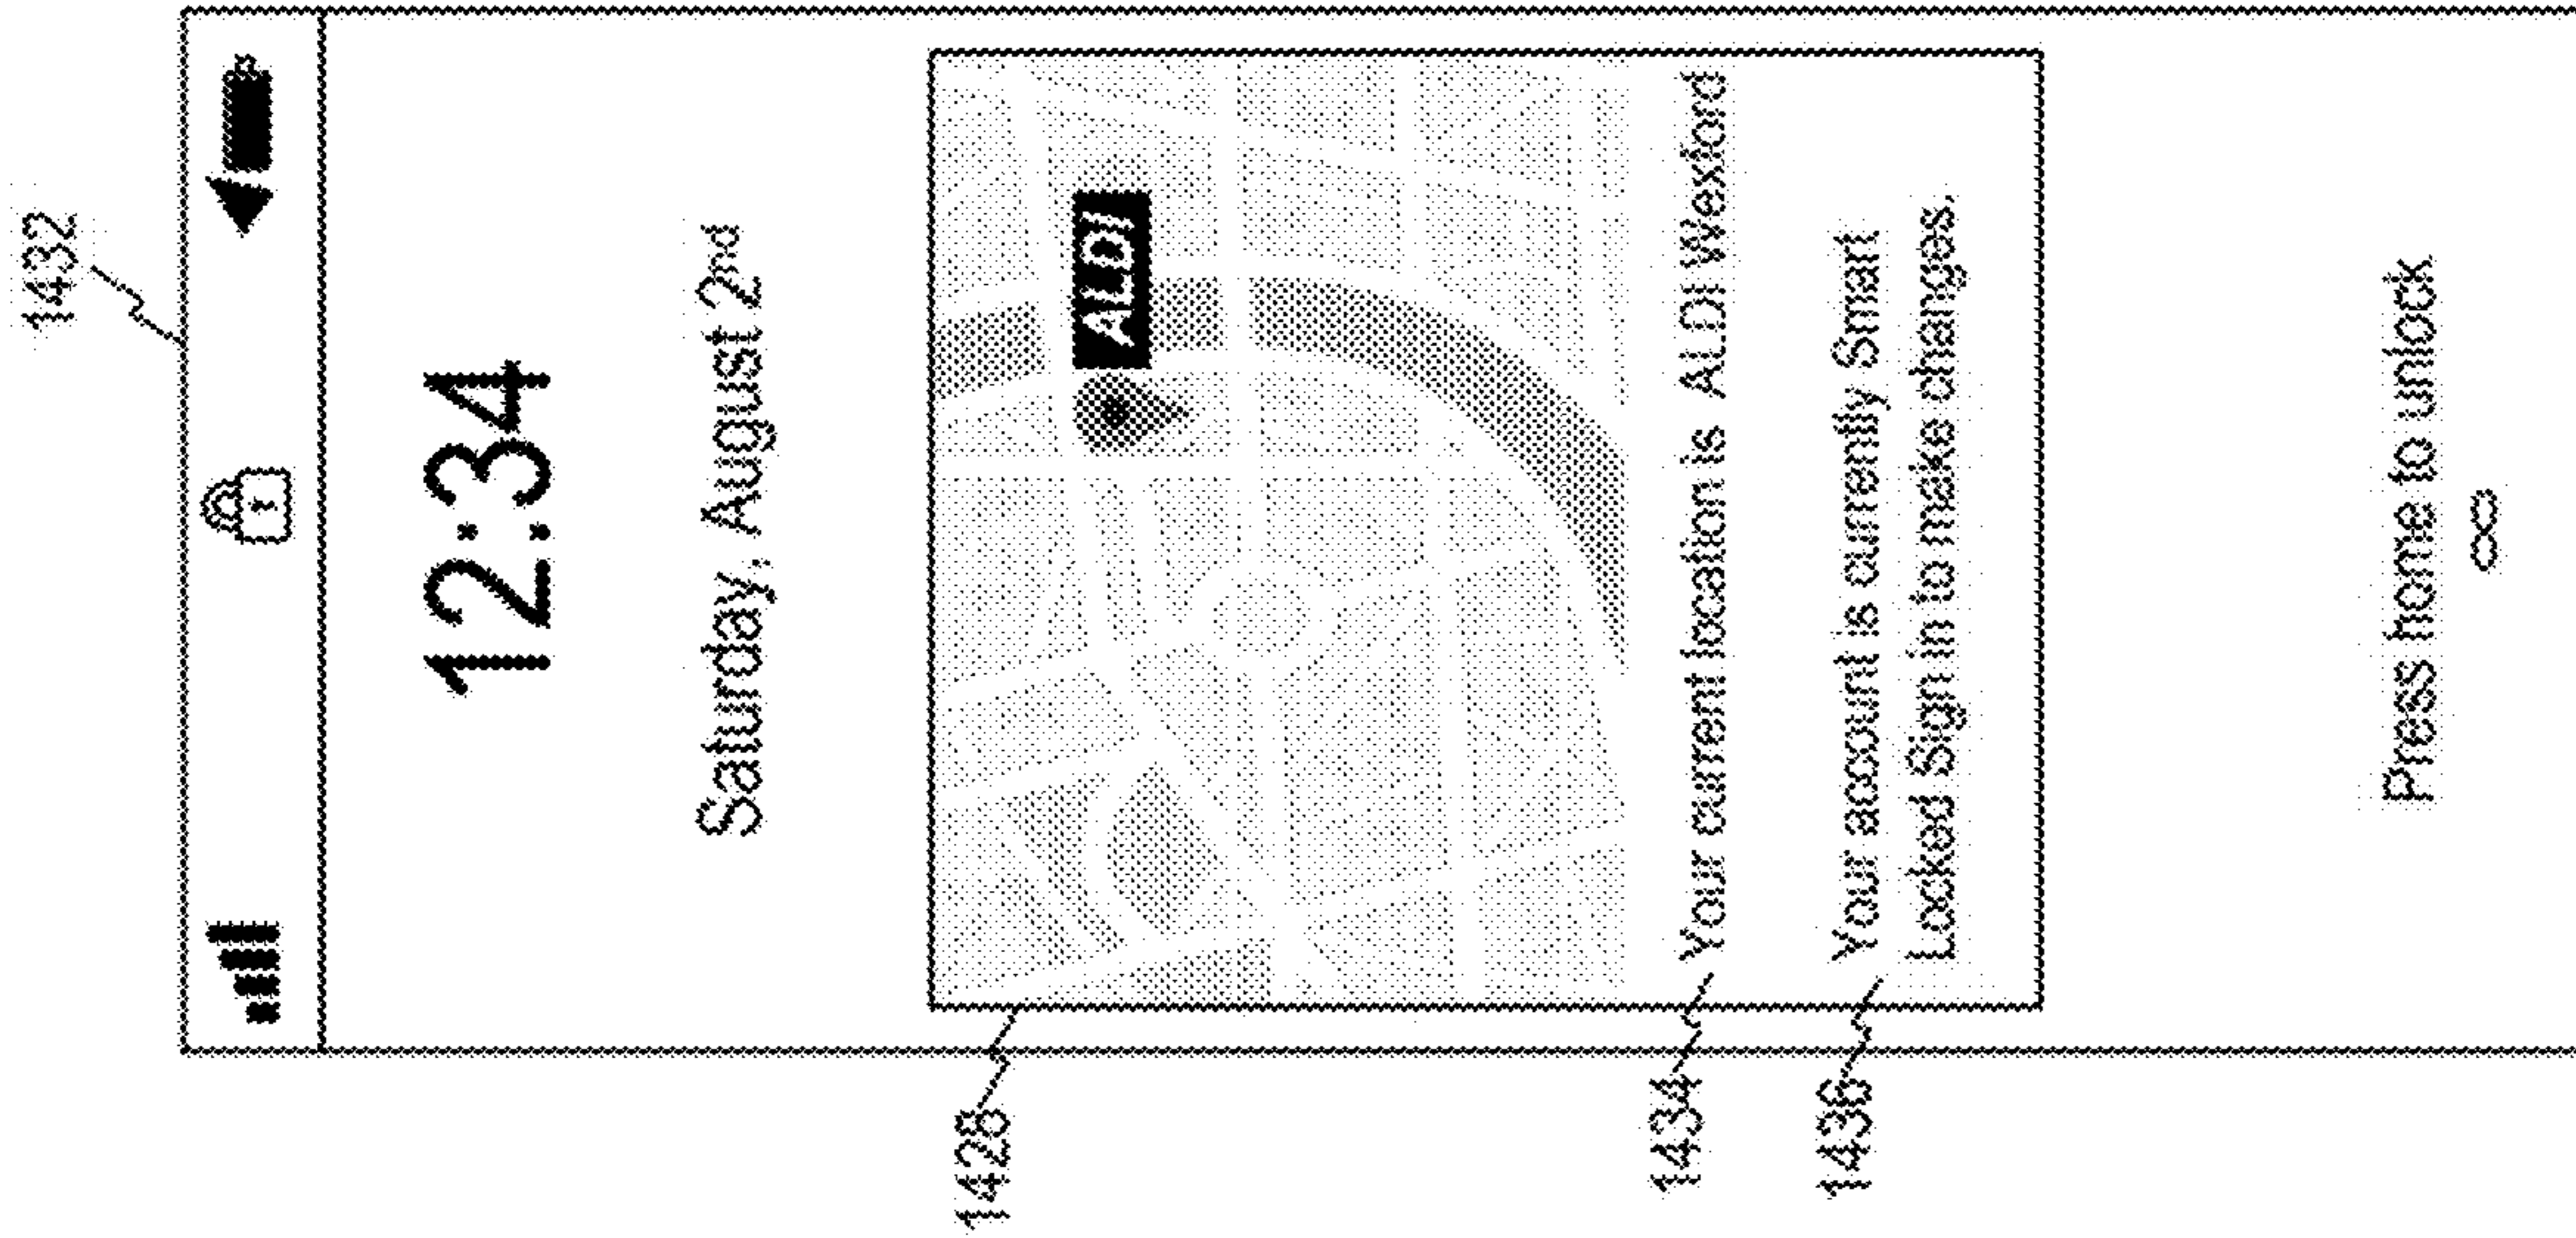 1432
12:34
Saturday, August 2nd
1428
ALDI
1434
Your current location is ALDI Wexford
1436
Your account is currently Smart
Locked Sign in to make changes.
Press home to unlock